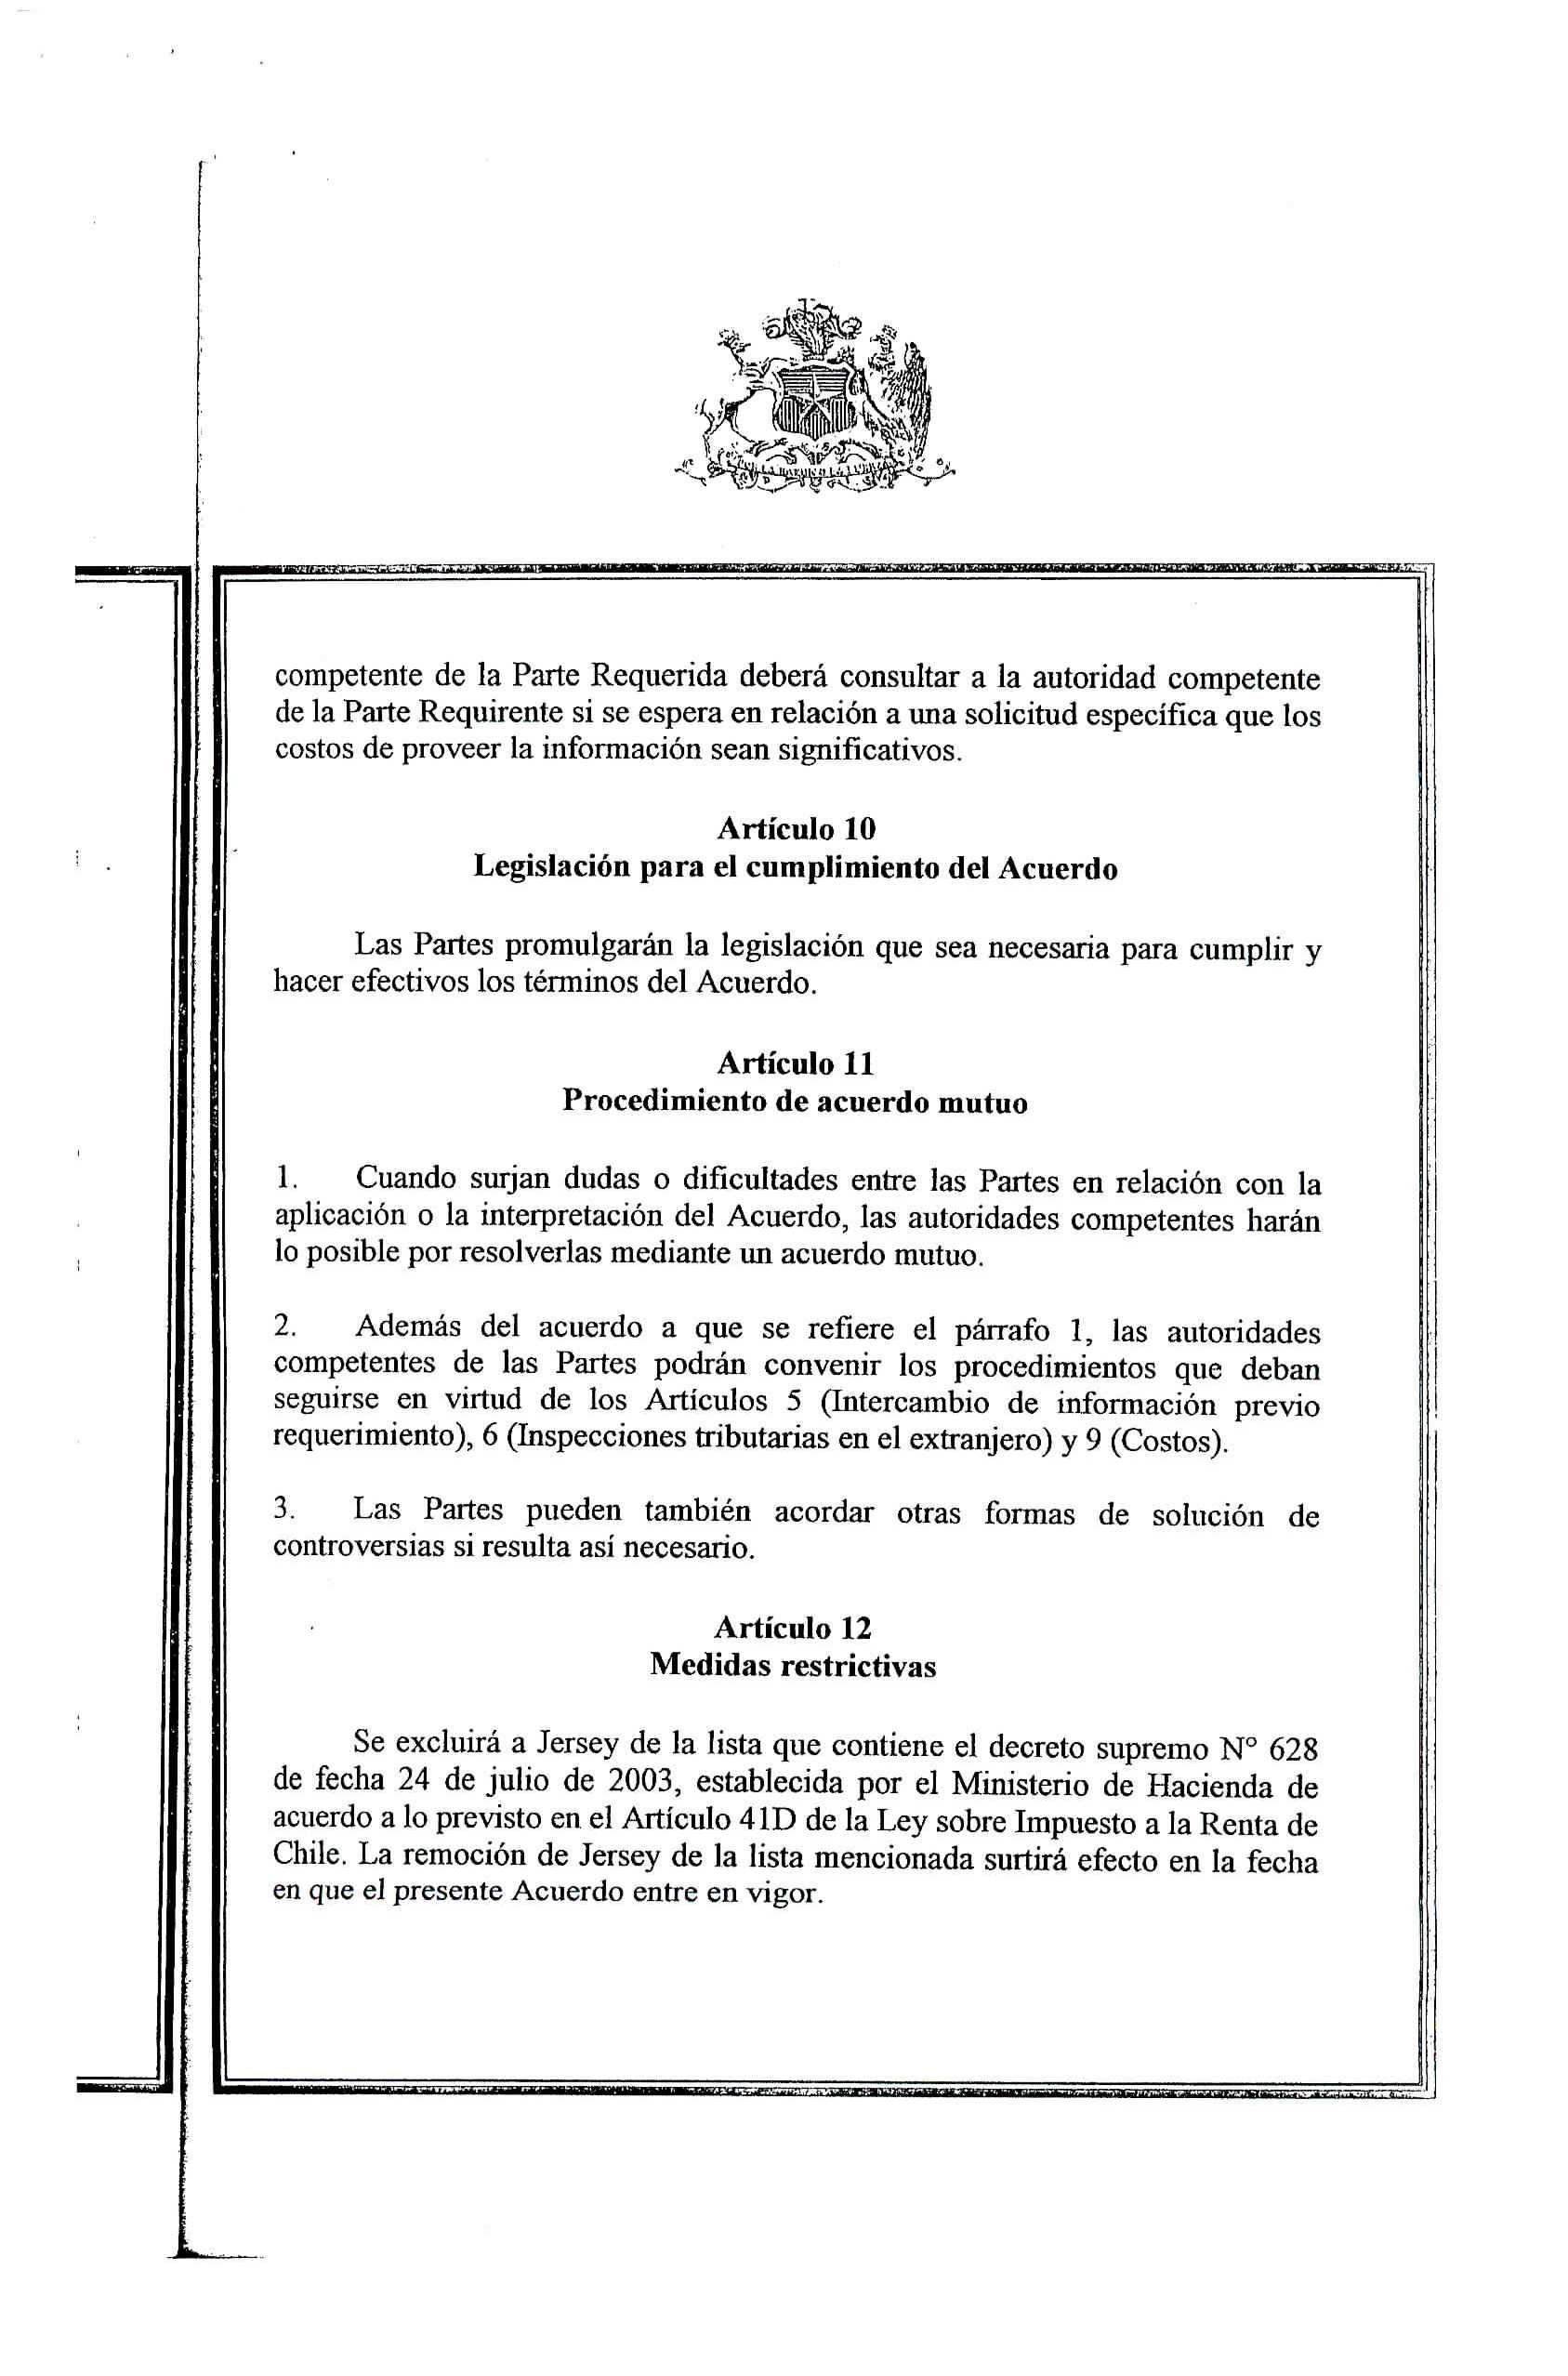 competente de la Parte Requerida deberá consultar a la autoridad competente
de la Parte Requirente si se espera en relación a una solicitud específica que los
costos de proveer la información sean significativos.
Artículo 10
Legislación para el cumplimiento del Acuerdo
Las Partes promulgarán la legislación que sea necesaria para cumplir y
hacer efectivos los términos del Acuerdo.
Artículo 11
Procedimiento de acuerdo mutuo
1. Cuando surjan dudas o dificultades entre las Partes en relación con la
aplicación o la interpretación del Acuerdo, las autoridades competentes harán
lo posible por resolverlas mediante un acuerdo mutuo.
2. Además del acuerdo a que se refiere el párrafo 1, las autoridades
competentes de las Partes podrán convenir los procedimientos que deban
seguirse en virtud de los Artículos 5 (Intercambio de información previo
requerimiento), 6 (Inspecciones tributarias en el extranjero) y 9 (Costos).
3. Las Partes pueden también acordar otras formas de solución de
controversias si resulta así necesario.
Artículo 12
Medidas restrictivas
Se excluirá a Jersey de la lista que contiene el decreto supremo N° 628
de fecha 24 de julio de 2003, establecida por el Ministerio de Hacienda de
acuerdo a lo previsto en el Artículo 41D de la Ley sobre Impuesto a la Renta de
Chile. La remoción de Jersey de la lista mencionada surtirá efecto en la fecha
en que el presente Acuerdo entre en vigor.